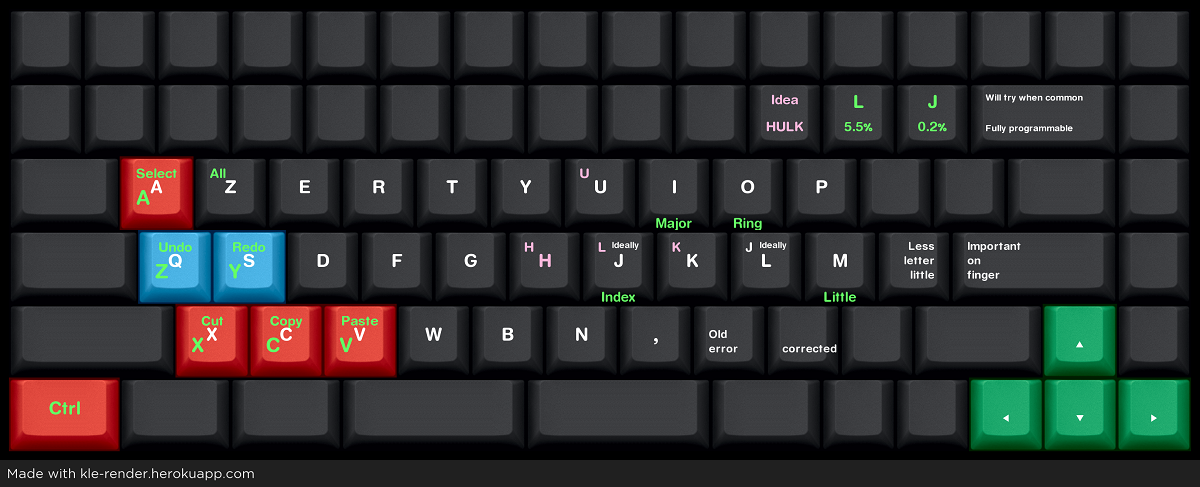 Idea L J Will try when common
HULK 5.5% 0.2% Fully programmable
Select All
A A Z E R T Y U U I O P
Major Ring
Undo Redo H L Ideally K J Ideally Less Important
Z Q Y S D F G H J K L M letter on
little finger
Index Little
Cut Copy Paste
X X C C V V W B N , Old
error corrected
▲
Ctrl ◄ ▼ ►
Made with kle-render.herokuapp.com